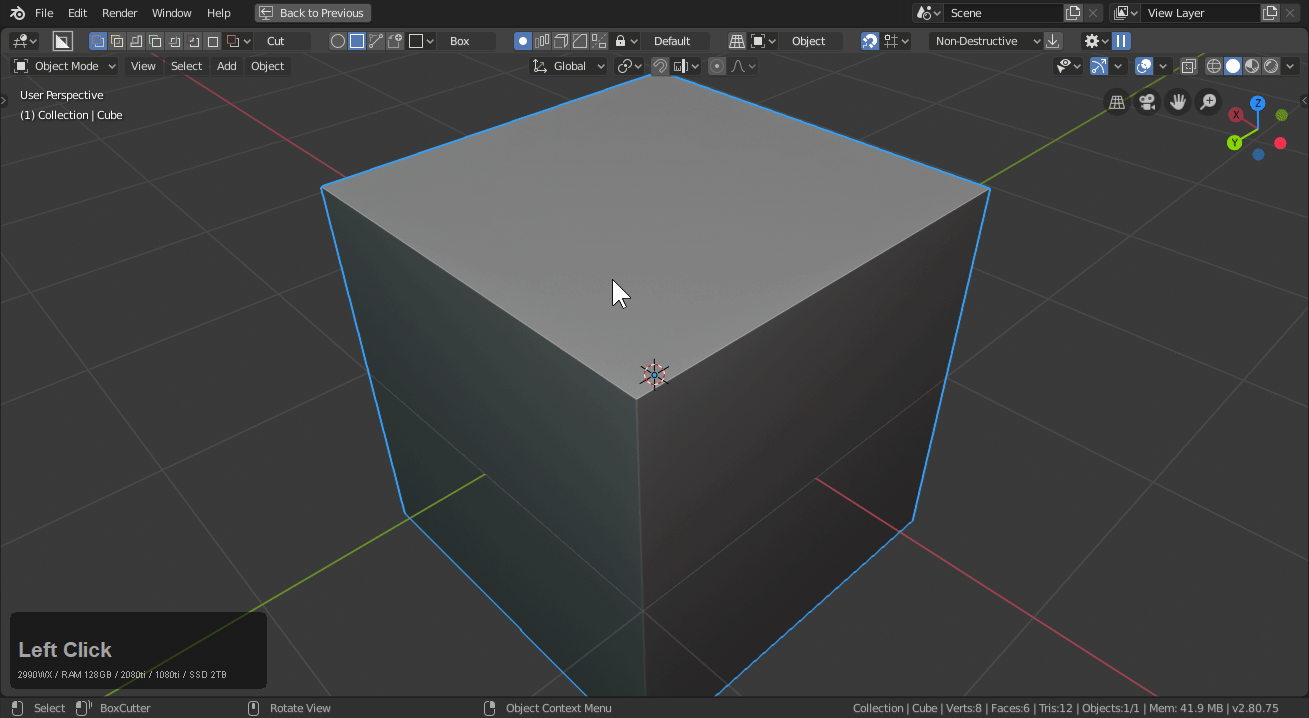 File Edit Render Window Help Back to Previous Scene View Layer
Cut Box Default Object Non-Destructive
Object Mode View Select Add Object Global
User Perspective
(1) Collection | Cube
Z
X
Y
Left Click
2990WX / RAM 128GB / 2080ti / 1080ti / SSD 2TB
Select BoxCutter Rotate View Object Context Menu Collection | Cube | Verts:8 | Faces:6 | Tris:12 | Objects:1/1 | Mem: 41.9 MB | v2.80.75